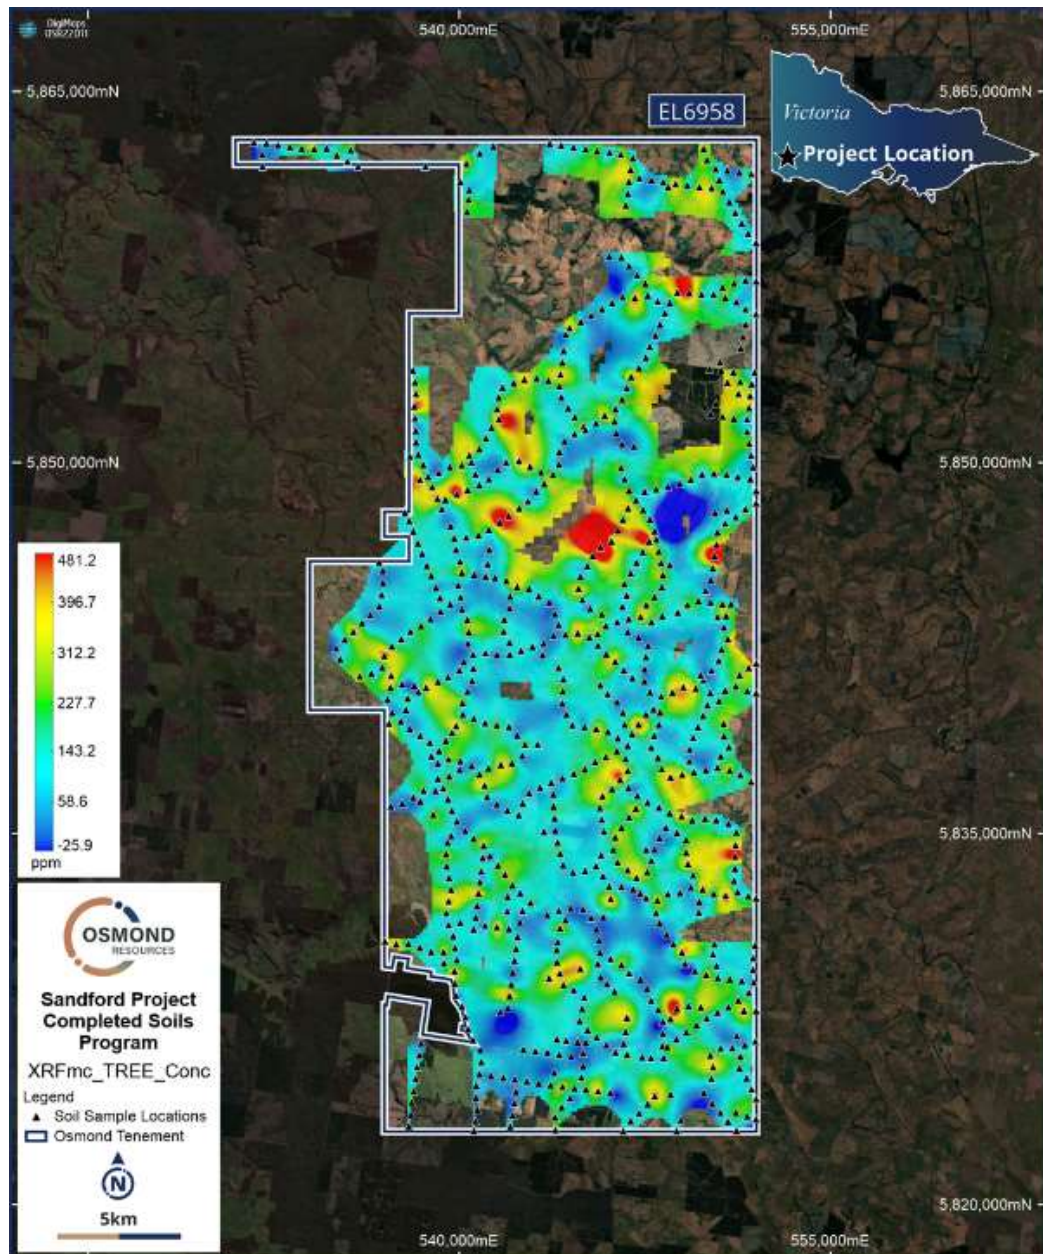 DigiMaps
540,000mE
555,000mE
5,865,000mN
5,865,000mN
EL6958
Victoria
Project Location
5,850,000mN
5,850,000mN
481.2
396.7
312.2
227.7
143.2
58.6
-25.9
ppm
5,835,000mN
OSMOND
RESOURCES
Sandford Project
Completed Soils
Program
XRFmc_TREE_Conc
Legend
Soil Sample Locations
Osmond Tenement
N
5km
5,820,000mN
540,000mE
555,000mE